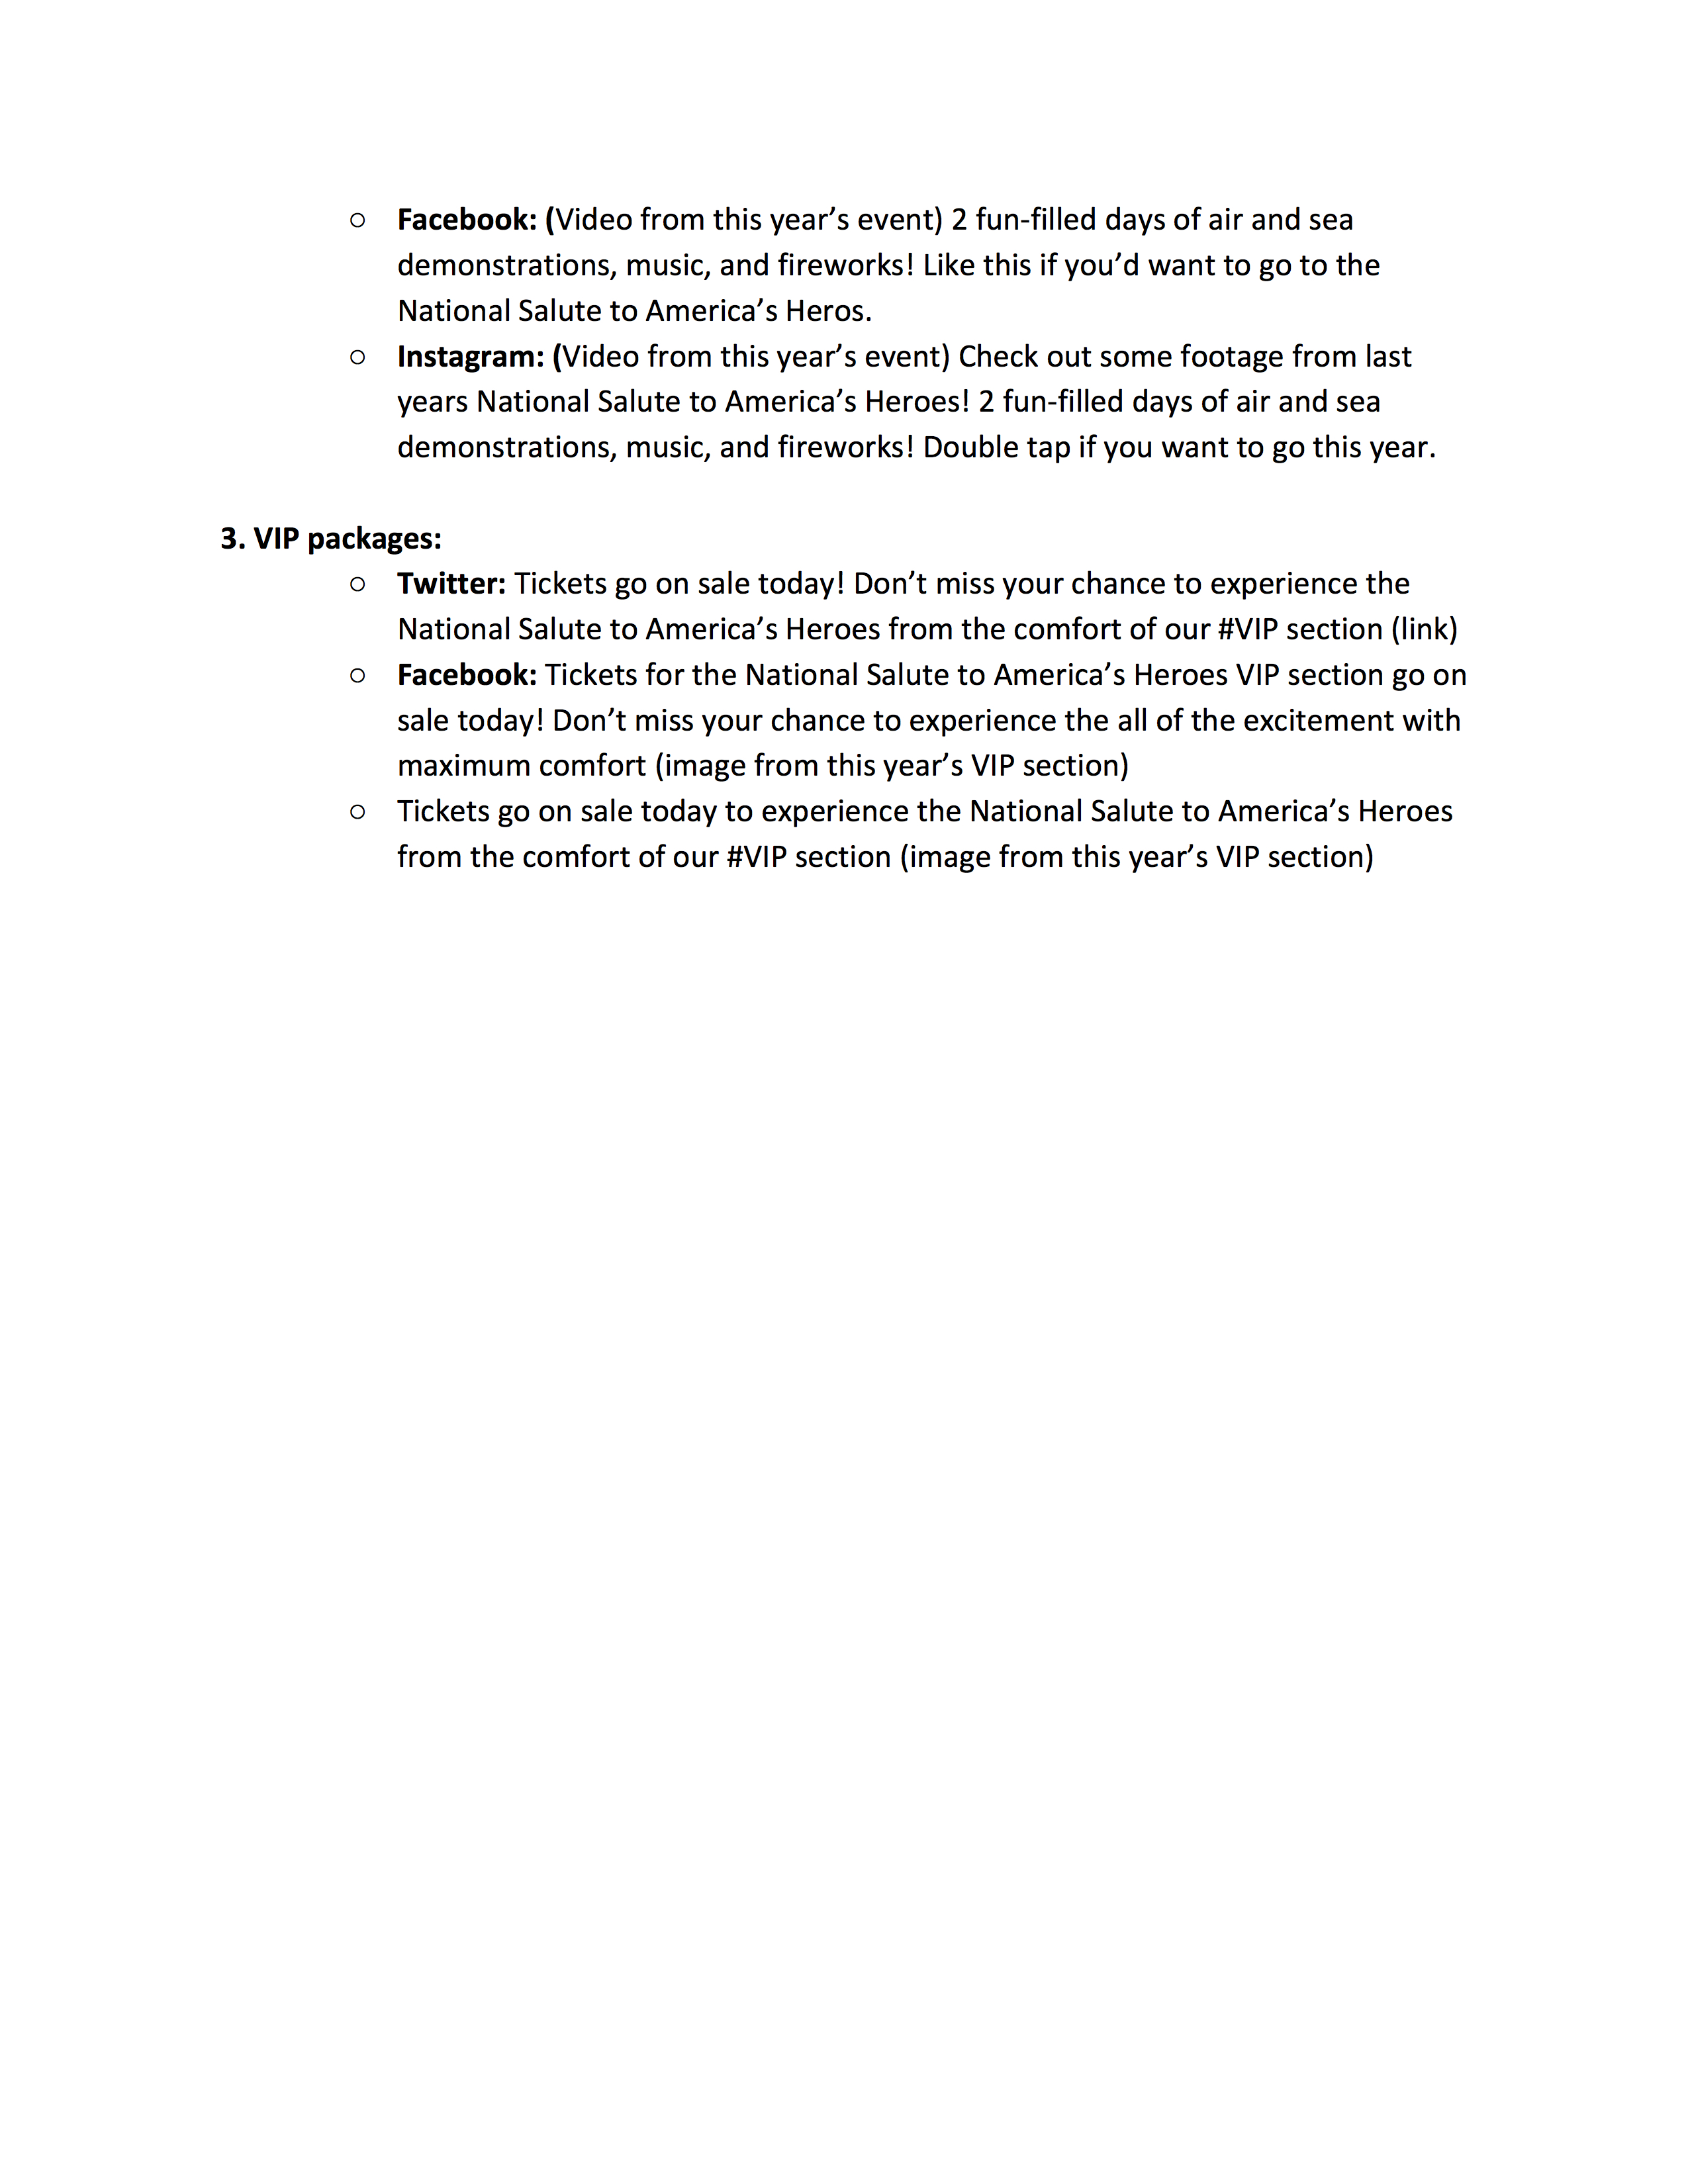 ○ Facebook: (Video from this year’s event) 2 fun-filled days of air and sea
demonstrations, music, and fireworks! Like this if you’d want to go to the
National Salute to America’s Heros.
○ Instagram: (Video from this year’s event) Check out some footage from last
years National Salute to America’s Heroes! 2 fun-filled days of air and sea
demonstrations, music, and fireworks! Double tap if you want to go this year.
3. VIP packages:
○ Twitter: Tickets go on sale today! Don’t miss your chance to experience the
National Salute to America’s Heroes from the comfort of our #VIP section (link)
○ Facebook: Tickets for the National Salute to America’s Heroes VIP section go on
sale today! Don’t miss your chance to experience the all of the excitement with
maximum comfort (image from this year’s VIP section)
○ Tickets go on sale today to experience the National Salute to America’s Heroes
from the comfort of our #VIP section (image from this year’s VIP section)